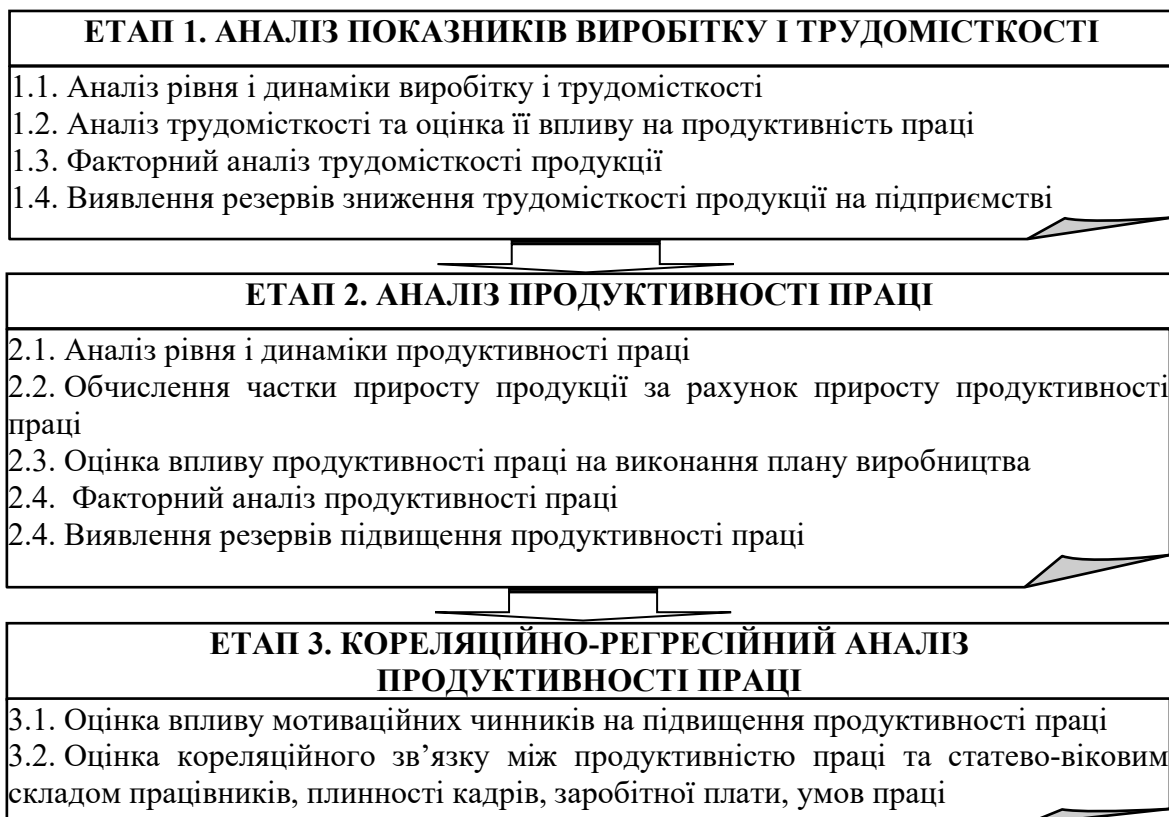 ЕТАП 1. АНАЛІЗ ПОКАЗНИКІВ ВИРОБІТКУ І ТРУДОМІСТКОСТІ
1.1. Аналіз рівня і динаміки виробітку і трудомісткості
1.2. Аналіз трудомісткості та оцінка її впливу на продуктивність праці
1.3. Факторний аналіз трудомісткості продукції
1.4. Виявлення резервів зниження трудомісткості продукції на підприємстві
ЕТАП 2. АНАЛІЗ ПРОДУКТИВНОСТІ ПРАЦІ
2.1. Аналіз рівня і динаміки продуктивності праці
2.2. Обчислення частки приросту продукції за рахунок приросту продуктивності
праці
2.3. Оцінка впливу продуктивності праці на виконання плану виробництва
2.4. Факторний аналіз продуктивності праці
2.4. Виявлення резервів підвищення продуктивності праці
ЕТАП 3. КОРЕЛЯЦІЙНО-РЕГРЕСІЙНИЙ АНАЛІЗ
ПРОДУКТИВНОСТІ ПРАЦІ
3.1. Оцінка впливу мотиваційних чинників на підвищення продуктивності праці
3.2. Оцінка кореляційного зв’язку між продуктивністю праці та статево-віковим
складом працівників, плинності кадрів, заробітної плати, умов праці